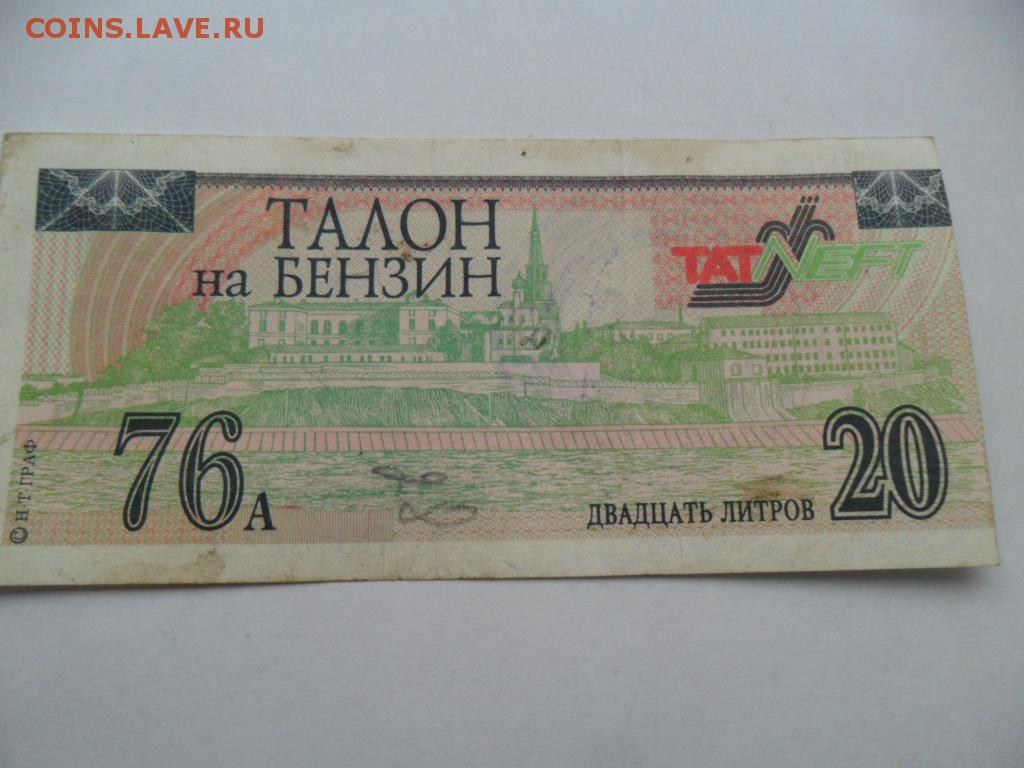 COINS.LAVE.RU
ТАЛОН
на БЕНЗИН
TATNEFT
76А
ДВАДЦАТЬ ЛИТРОВ 20
© Н·Т·ГРАФ